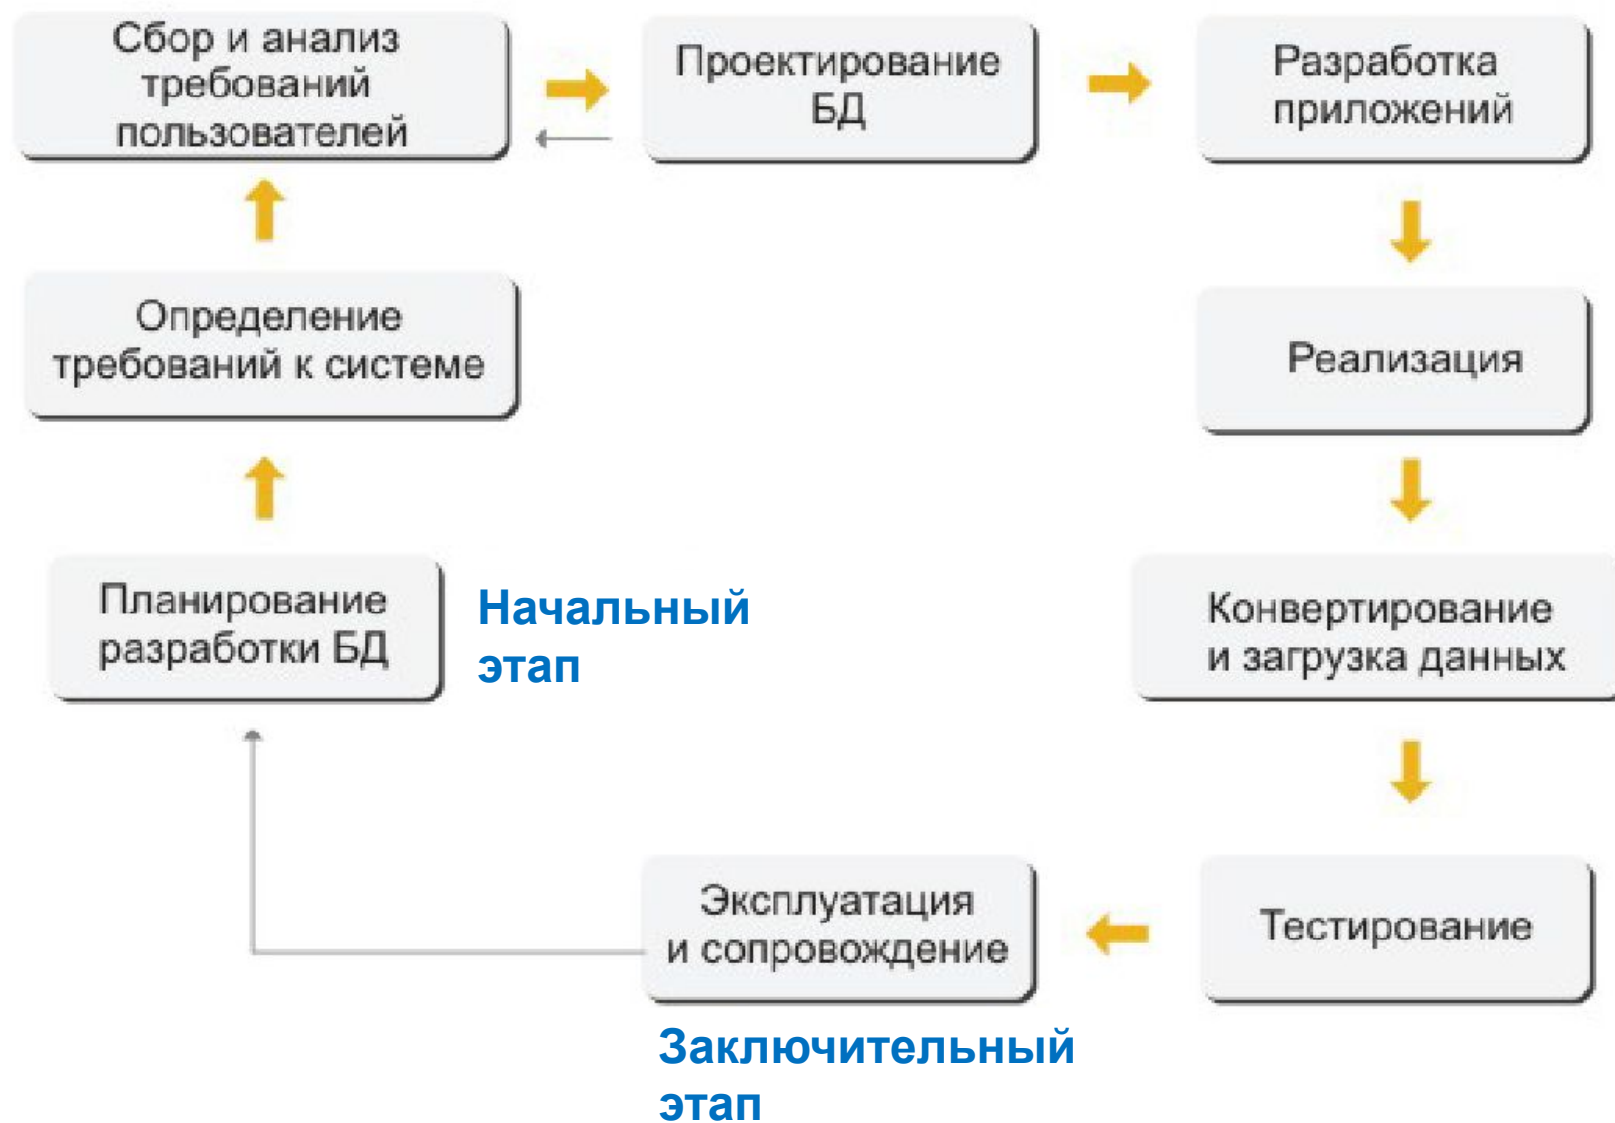 Сбор и анализ
требований
пользователей
Проектирование
БД
Разработка
приложений
Определение
требований к системе
Реализация
Планирование
разработки БД
Начальный
этап
Конвертирование
и загрузка данных
Эксплуатация
и сопровождение
Тестирование
Заключительный
этап